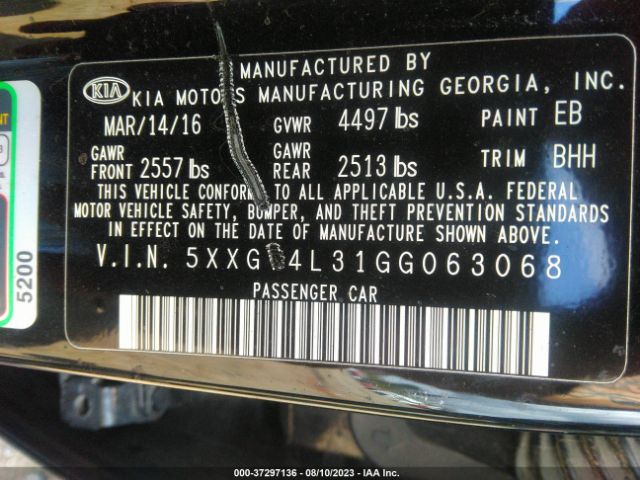 MANUFACTURED BY
KIA KIA MOTORS MANUFACTURING GEORGIA, INC.
MAR/14/16 GVWR 4497 lbs PAINT EB
GAWR FRONT 2557 lbs GAWR REAR 2513 lbs TRIM BHH
THIS VEHICLE CONFORMS TO ALL APPLICABLE U.S.A. FEDERAL
MOTOR VEHICLE SAFETY, BUMPER, AND THEFT PREVENTION STANDARDS
IN EFFECT ON THE DATE OF MANUFACTURE SHOWN ABOVE.
V.I.N.
PASSENGER CAR
5200
000-37297136 - 08/10/2023 - IAA Inc.